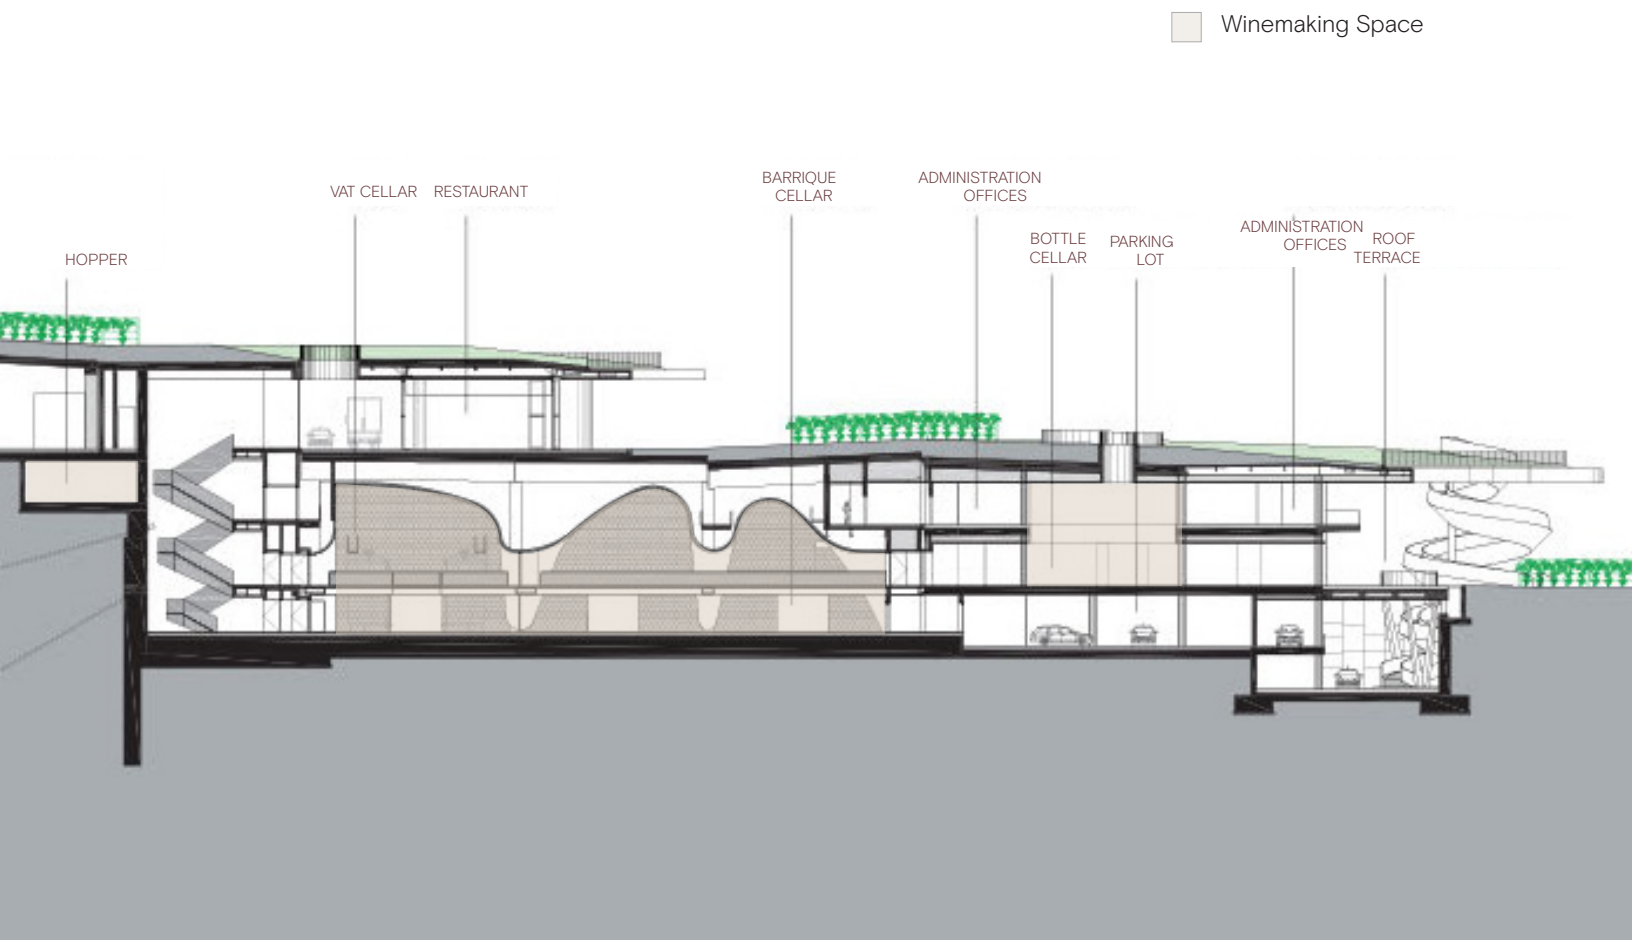 Winemaking Space
BARRIQUE
CELLAR
ADMINISTRATION
OFFICES
VAT CELLAR
RESTAURANT
ADMINISTRATION
OFFICES
BOTTLE
CELLAR
PARKING
LOT
ROOF
TERRACE
HOPPER